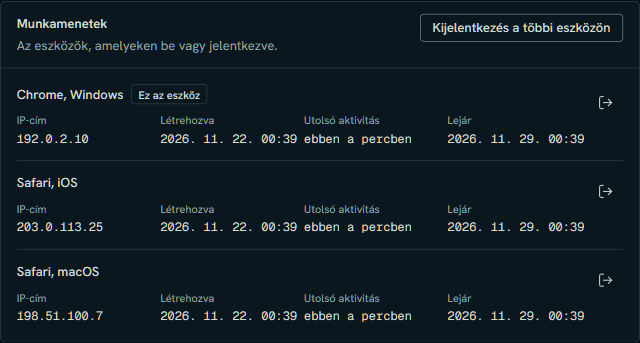 Munkamenetek
Kijelentkezés a többi eszközön
Az eszközök, amelyeken be vagy jelentkezve.
Chrome, Windows Ez az eszköz
IP-cím Létrehozva Utolsó aktivitás Lejár
192.0.2.10 2026. 11. 22. 00:39 ebben a percben 2026. 11. 29. 00:39
Safari, iOS
IP-cím Létrehozva Utolsó aktivitás Lejár
203.0.113.25 2026. 11. 22. 00:39 ebben a percben 2026. 11. 29. 00:39
Safari, macOS
IP-cím Létrehozva Utolsó aktivitás Lejár
198.51.100.7 2026. 11. 22. 00:39 ebben a percben 2026. 11. 29. 00:39